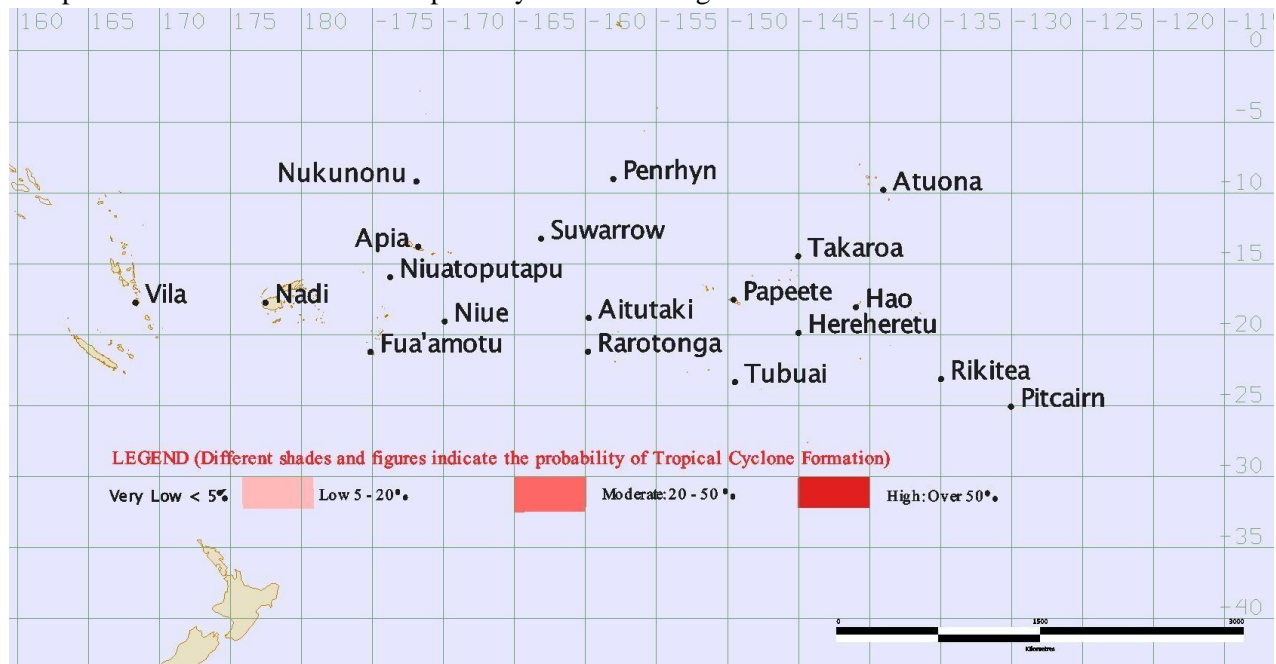 160 165 170 175 180 -175 -170 -165 -160 -155 -150 -145 -140 -135 -130 -125 -120 -115
0
-5
Nukunonu
Penrhyn
Atuona
-10
Apia
Suwarrow
Takaroa
-15
Niuatoputapu
Vila
Nadi
Niue
Aitutaki
Papeete
Hao
Hereheretu
-20
Fua'amotu
Rarotonga
Tubuai
Rikitea
Pitcairn
-25
LEGEND (Different shades and figures indicate the probability of Tropical Cyclone Formation)
-30
Very Low < 5%
Low 5 - 20%
Moderate: 20 - 50 %
High: Over 50%
-35
-40
0 1500 3000
Kilometres